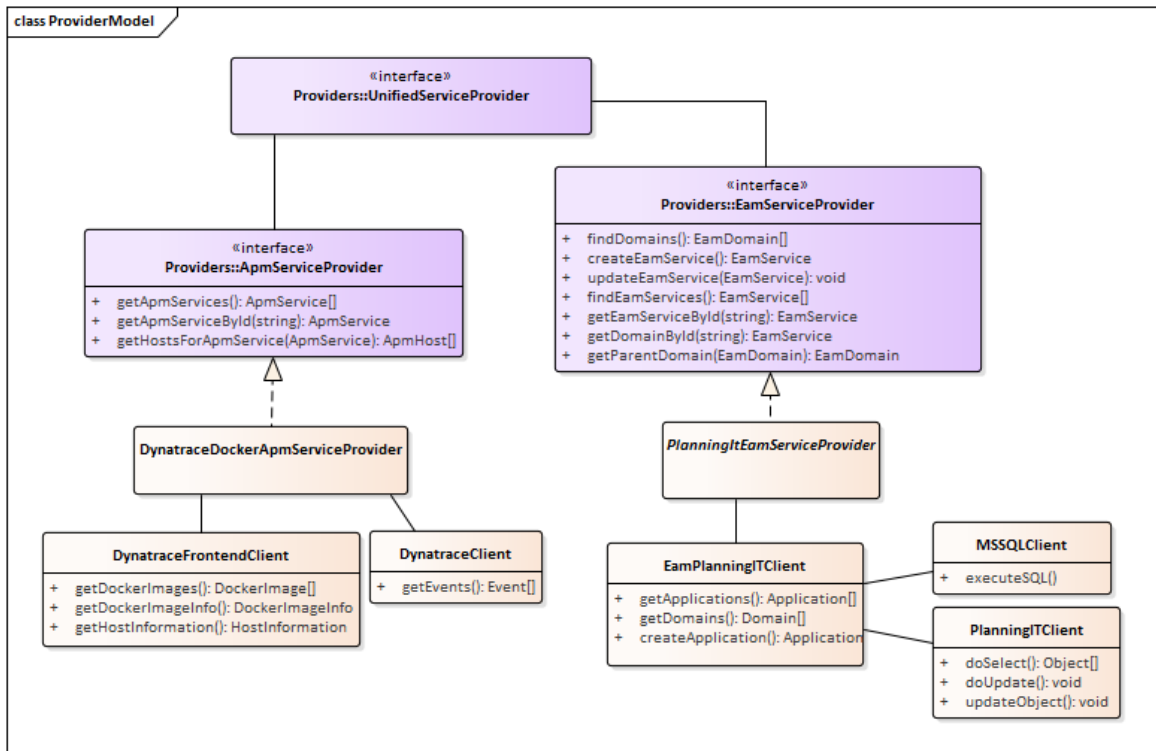 class ProviderModel
«interface»
Providers::UnifiedServiceProvider
«interface»
Providers::EamServiceProvider
+ findDomains(): EamDomain[]
+ createEamService(): EamService
+ updateEamService(EamService): void
+ findEamServices(): EamService[]
+ getEamServiceById(string): EamService
+ getDomainById(string): EamService
+ getParentDomain(EamDomain): EamDomain
«interface»
Providers::ApmServiceProvider
+ getApmServices(): ApmService[]
+ getApmServiceById(string): ApmService
+ getHostsForApmService(ApmService): ApmHost[]
DynatraceDockerApmServiceProvider
PlanningItEamServiceProvider
DynatraceFrontendClient
+ getDockerImages(): DockerImage[]
+ getDockerImageInfo(): DockerImageInfo
+ getHostInformation(): HostInformation
DynatraceClient
+ getEvents(): Event[]
EamPlanningITClient
+ getApplications(): Application[]
+ getDomains(): Domain[]
+ createApplication(): Application
MSSQLClient
+ executeSQL()
PlanningITClient
+ doSelect(): Object[]
+ doUpdate(): void
+ updateObject(): void